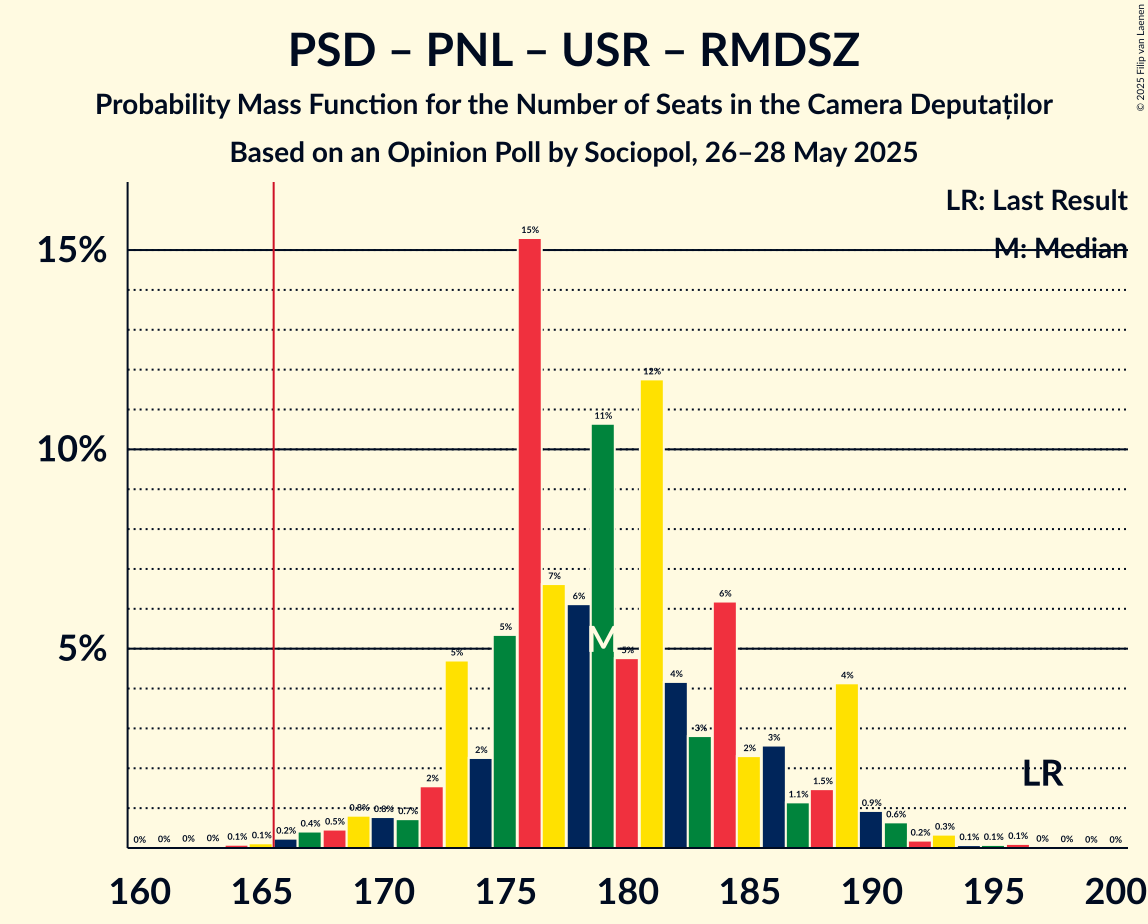 PSD – PNL – USR – RMDSZ
Probability Mass Function for the Number of Seats in the Camera Deputaților
Based on an Opinion Poll by Sociopol, 26–28 May 2025
© 2025 Filip van Laenen
LR: Last Result
M: Median
15%
10%
5%
0% 0% 0% 0% 0.1% 0.1% 0.2% 0.4% 0.5% 0.8% 0.8% 0.7% 2% 5% 2% 5% 15% 7% 6% 11% 5% 12% 4% 3% 6% 2% 3% 1.1% 1.5% 4% 0.9% 0.6% 0.2% 0.3% 0.1% 0.1% 0.1% 0% 0% 0% 0%
M
LR
160 165 170 175 180 185 190 195 200